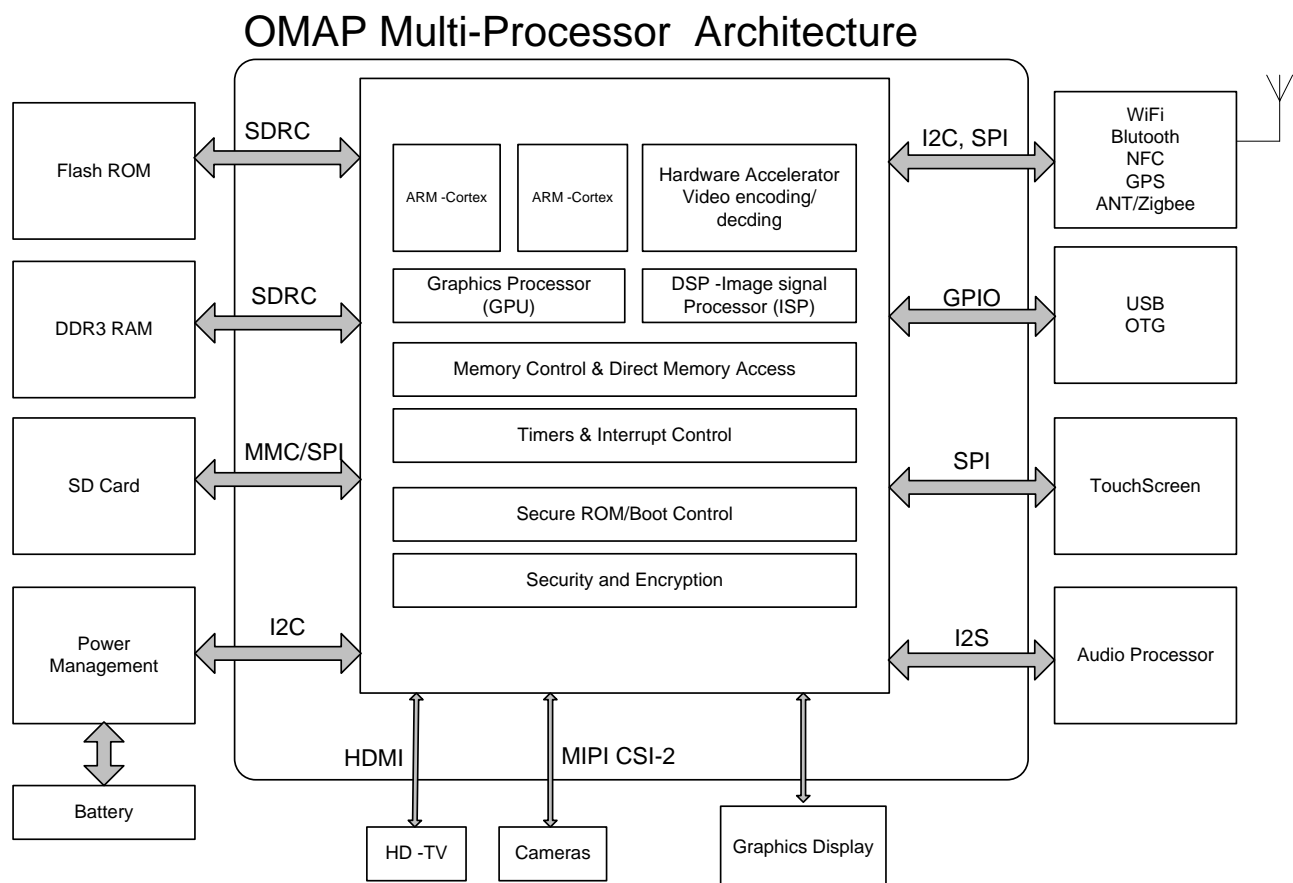 OMAP Multi-Processor Architecture
Flash ROM
SDRC
DDR3 RAM
SDRC
SD Card
MMC/SPI
Power
Management
I2C
Battery
ARM -Cortex
ARM -Cortex
Hardware Accelerator
Video encoding/
decding
Graphics Processor
(GPU)
DSP -Image signal
Processor (ISP)
Memory Control & Direct Memory Access
Timers & Interrupt Control
Secure ROM/Boot Control
Security and Encryption
I2C, SPI
WiFi
Blutooth
NFC
GPS
ANT/Zigbee
GPIO
USB
OTG
SPI
TouchScreen
I2S
Audio Processor
HDMI
MIPI CSI-2
HD -TV
Cameras
Graphics Display